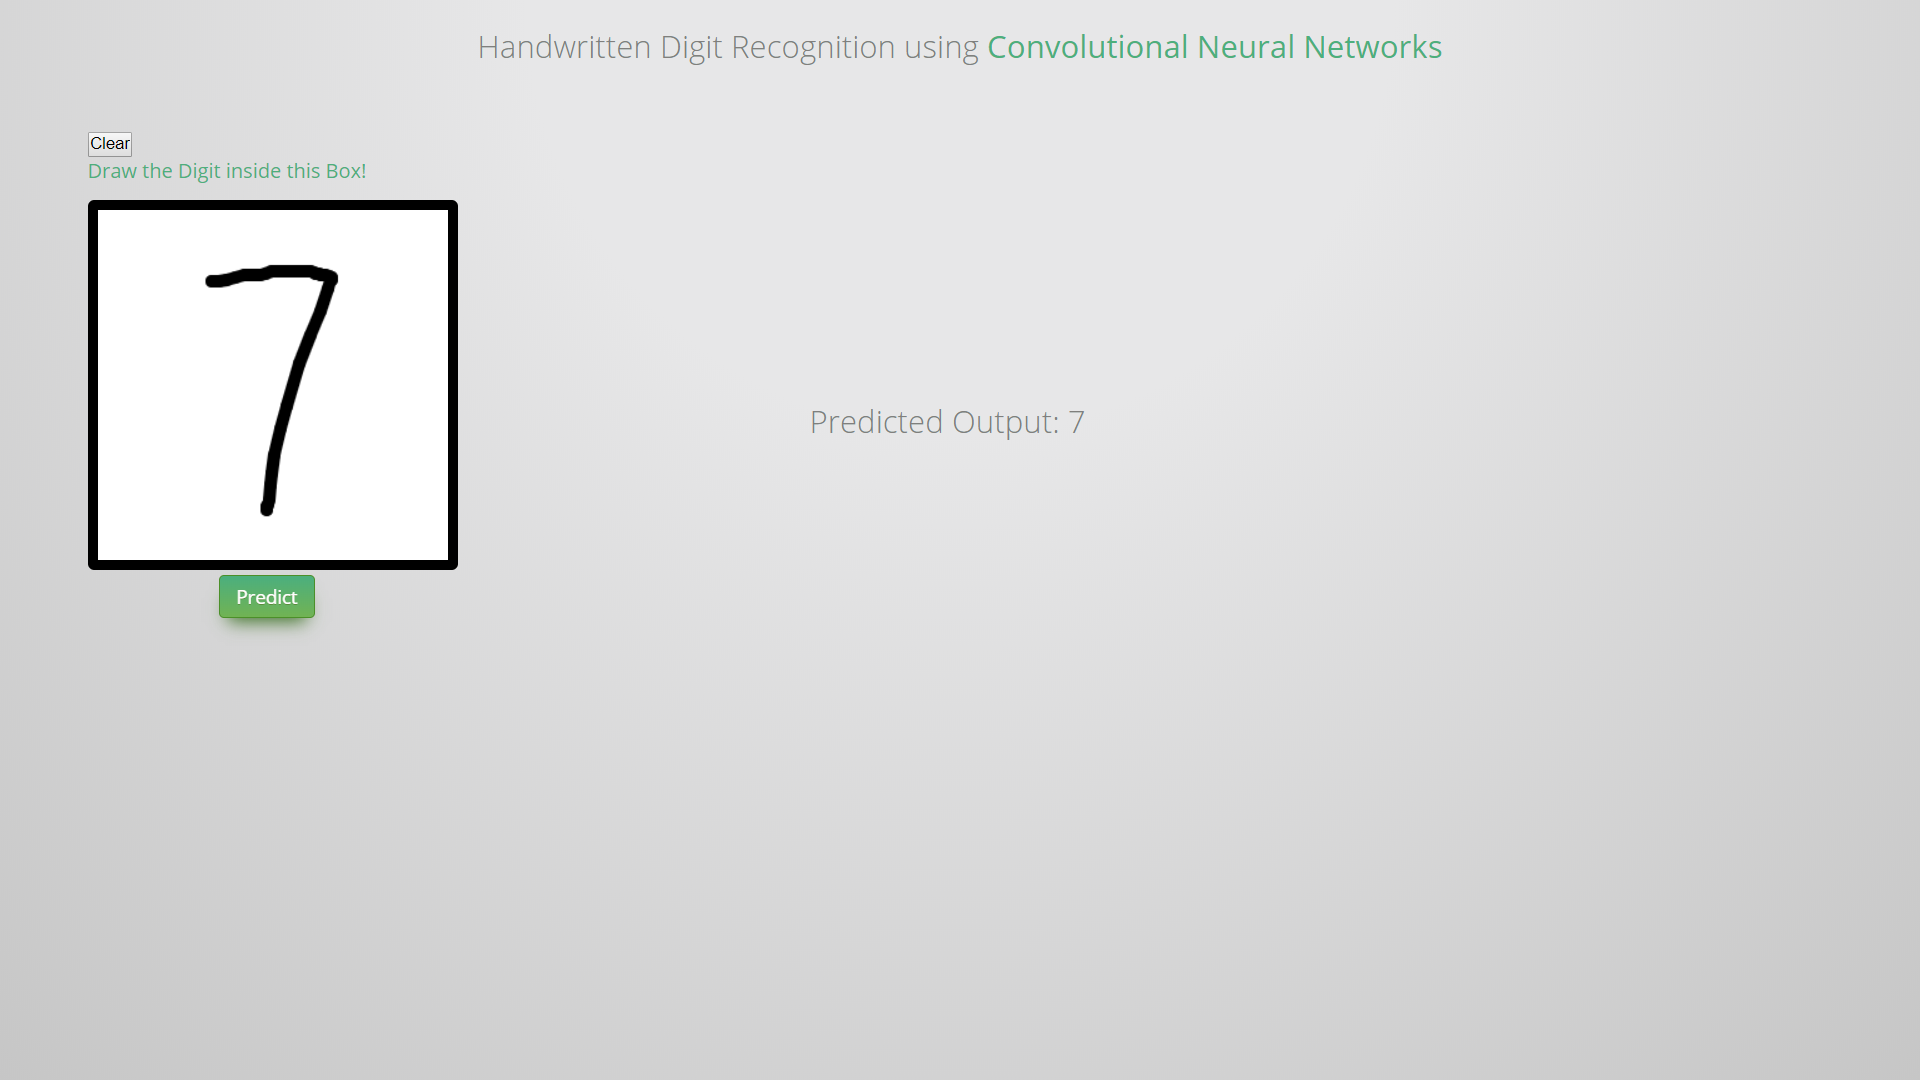 Handwritten Digit Recognition using Convolutional Neural Networks
Clear
Draw the Digit inside this Box!
7
Predicted Output: 7
Predict